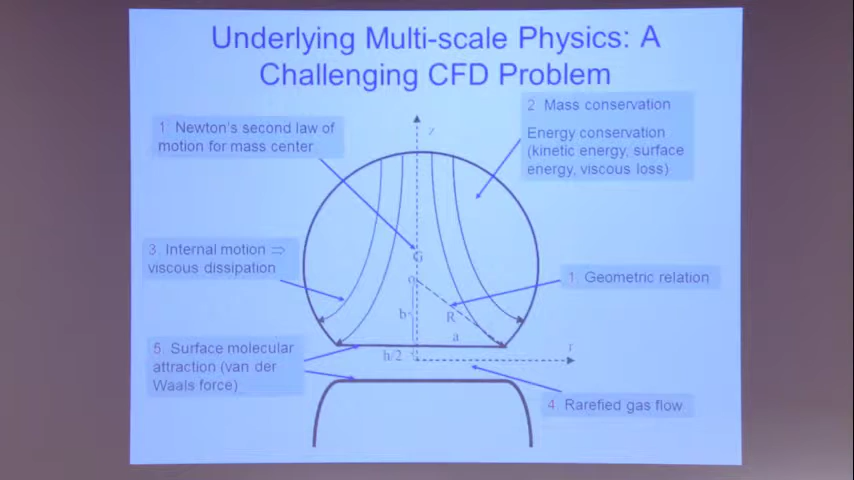 Underlying Multi-scale Physics: A
Challenging CFD Problem
1. Newton's second law of
motion for mass center
2. Mass conservation
Energy conservation
(kinetic energy, surface
energy, viscous loss)
z
3. Internal motion ⇒
viscous dissipation
G
o
1. Geometric relation
b
R
a
r
h/2
5. Surface molecular
attraction (van der
Waals force)
4. Rarefied gas flow